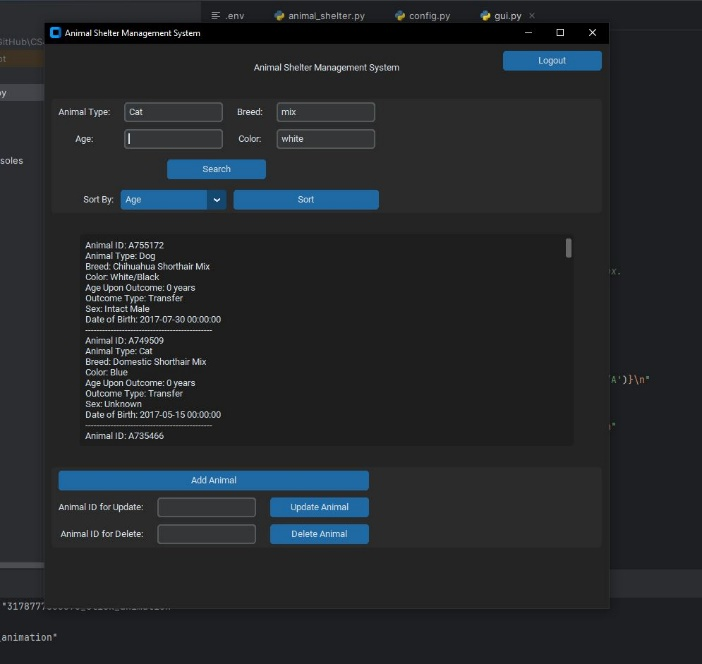 .env animal_shelter.py config.py gui.py
Animal Shelter Management System
Animal Shelter Management System
Logout
Animal Type: Cat Breed: mix
Age: Color: white
Search
Sort By: Age Sort
Animal ID: A755172
Animal Type: Dog
Breed: Chihuahua Shorthair Mix
Color: White/Black
Age Upon Outcome: 0 years
Outcome Type: Transfer
Sex: Intact Male
Date of Birth: 2017-07-30 00:00:00
----------------------------------------------
Animal ID: A749509
Animal Type: Cat
Breed: Domestic Shorthair Mix
Color: Blue
Age Upon Outcome: 0 years
Outcome Type: Transfer
Sex: Unknown
Date of Birth: 2017-05-15 00:00:00
----------------------------------------------
Animal ID: A735466
Add Animal
Animal ID for Update: Update Animal
Animal ID for Delete: Delete Animal
soles
A')}\n"
animation"